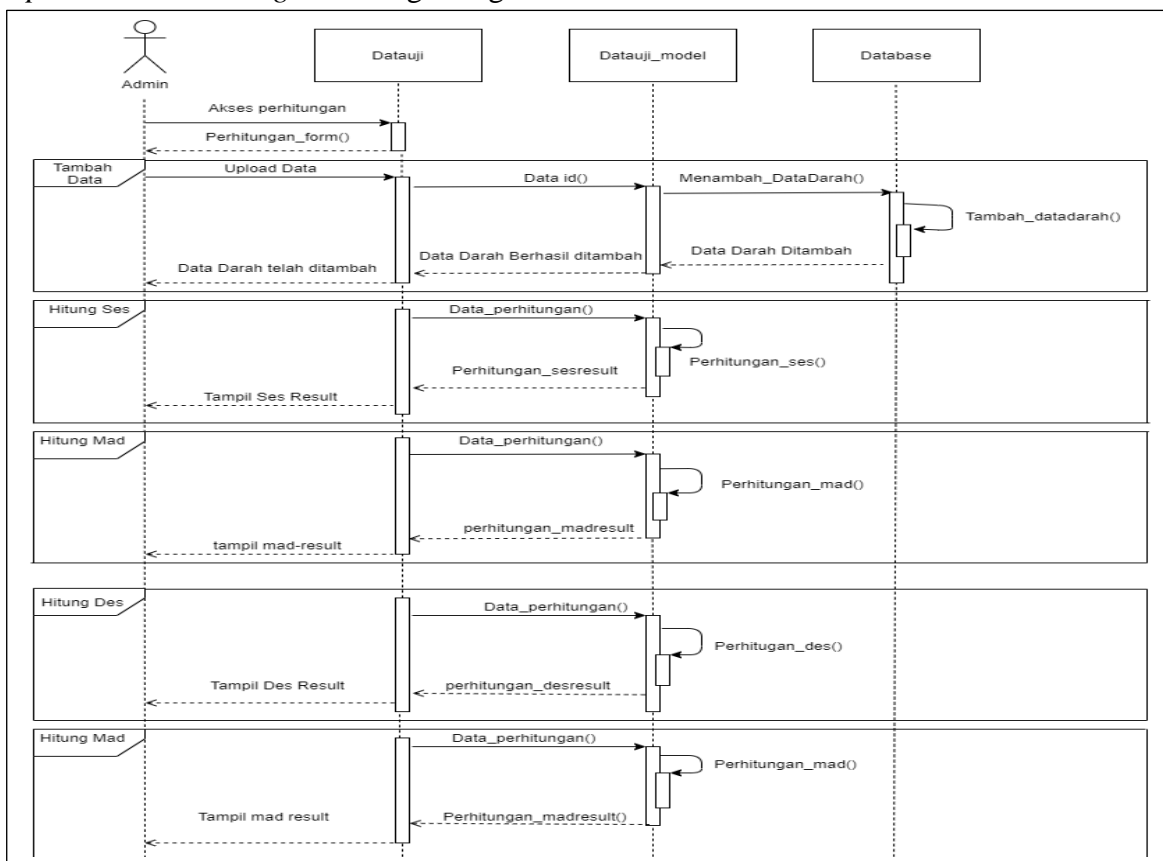 Datauji
Datauji_model
Database
Admin
Akses perhitungan
Perhitungan_form()
Tambah
Data
Upload Data
Data id()
Menambah_DataDarah()
Tambah_datadarah()
Data Darah Ditambah
Data Darah Berhasil ditambah
Data Darah telah ditambah
Hitung Ses
Data_perhitungan()
Perhitungan_ses()
Perhitungan_sesresult
Tampil Ses Result
Hitung Mad
Data_perhitungan()
Perhitungan_mad()
perhitungan_madresult
tampil mad-result
Hitung Des
Data_perhitungan()
Perhitugan_des()
perhitungan_desresult
Tampil Des Result
Hitung Mad
Data_perhitungan()
Perhitungan_mad()
Perhitungan_madresult()
Tampil mad result